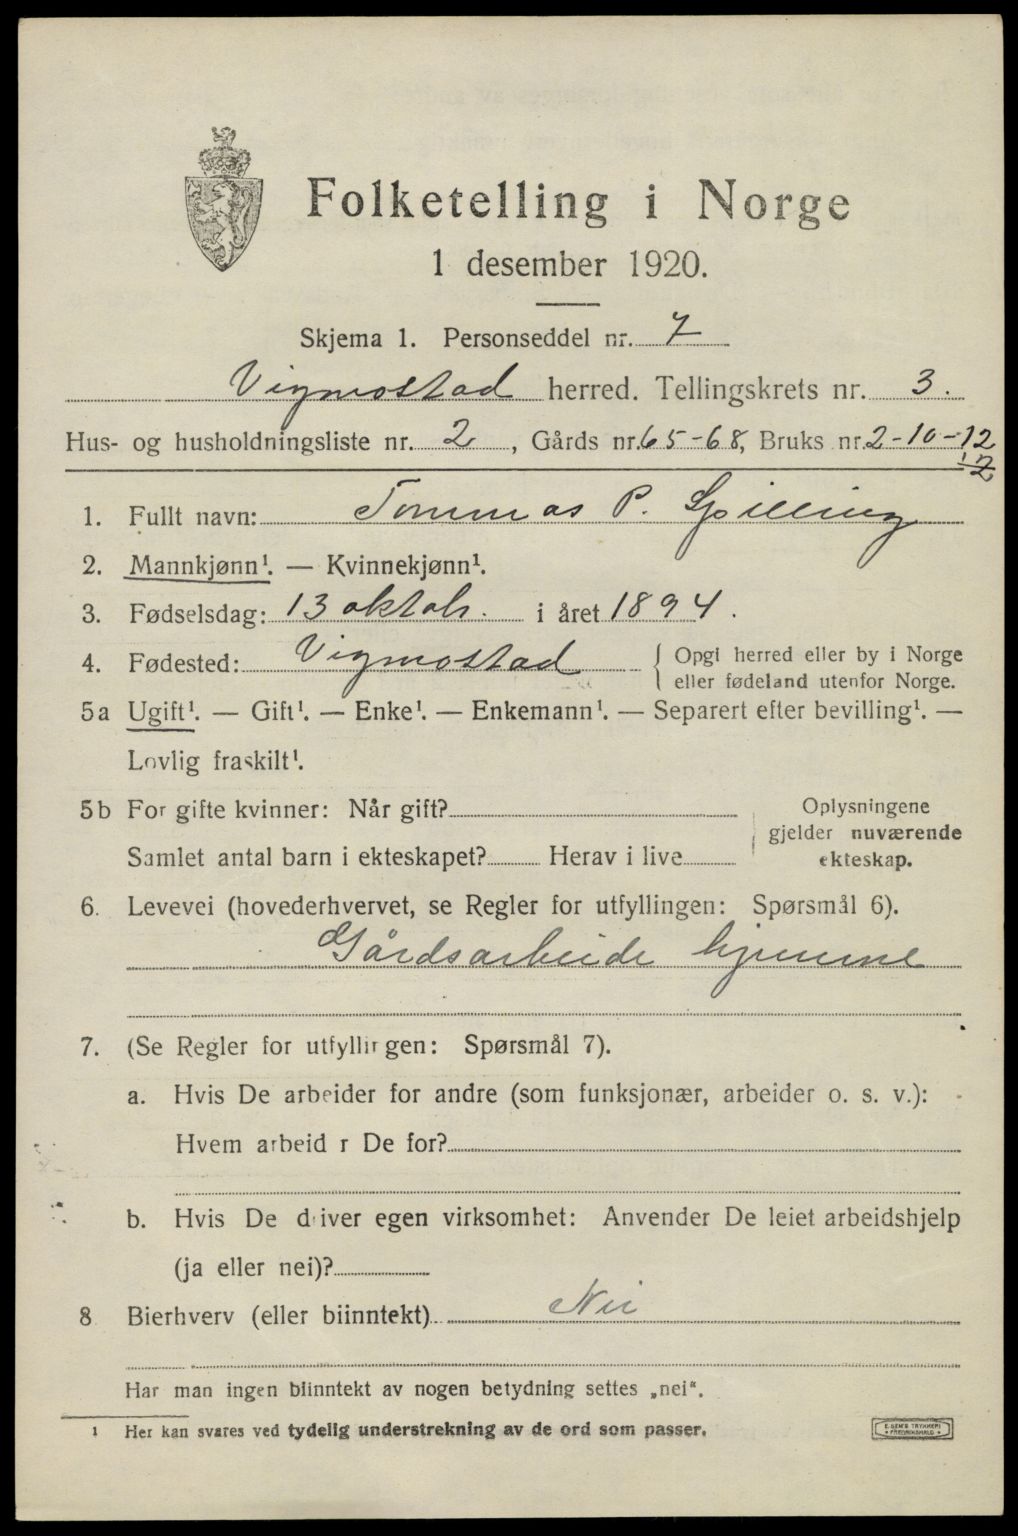 Folketelling i Norge
1 desember 1920.
Skjema 1. Personseddel nr. 7
Vigmostad herred. Tellingskrets nr. 3.
Hus- og husholdningsliste nr. 2, Gårds nr. 65-68, Bruks nr. 2-10-12
12
1. Fullt navn: Tommas P. Spilling
2. Mannkjønn¹. — Kvinnekjønn¹.
3. Fødselsdag: 13 oktob. i året 1894.
4. Fødested: Vigmostad { Opgi herred eller by i Norge
eller fødeland utenfor Norge.
5a Ugift¹. — Gift¹. — Enke¹. — Enkemann¹. — Separert efter bevilling¹. —
Lovlig fraskilt¹.
5b For gifte kvinner: Når gift?
Samlet antal barn i ekteskapet? Herav i live
Oplysningene
gjelder nuværende
ekteskap.
6. Levevei (hovederhvervet, se Regler for utfyllingen: Spørsmål 6).
Gårdsarbeide hjemme
7. (Se Regler for utfyllingen: Spørsmål 7).
a. Hvis De arbeider for andre (som funksjonær, arbeider o. s. v.):
Hvem arbeid r De for?
b. Hvis De driver egen virksomhet: Anvender De leiet arbeidshjelp
(ja eller nei)?
8 Bierhverv (eller biinntekt) Nei
Har man ingen biinntekt av nogen betydning settes „nei".
¹ Her kan svares ved tydelig understrekning av de ord som passer.
E. SEM'S TRYKKERI
FREDRIKSHALD